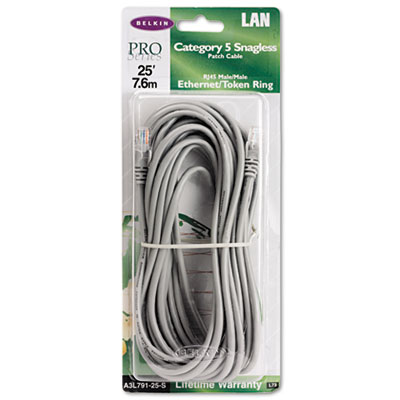 BELKIN
LAN
PRO
Series
Category 5 Snagless
Patch Cable
25'
7.6m
RJ45 Male/Male
Ethernet/Token Ring
BELKIN
A3L791-25-S
Lifetime Warranty